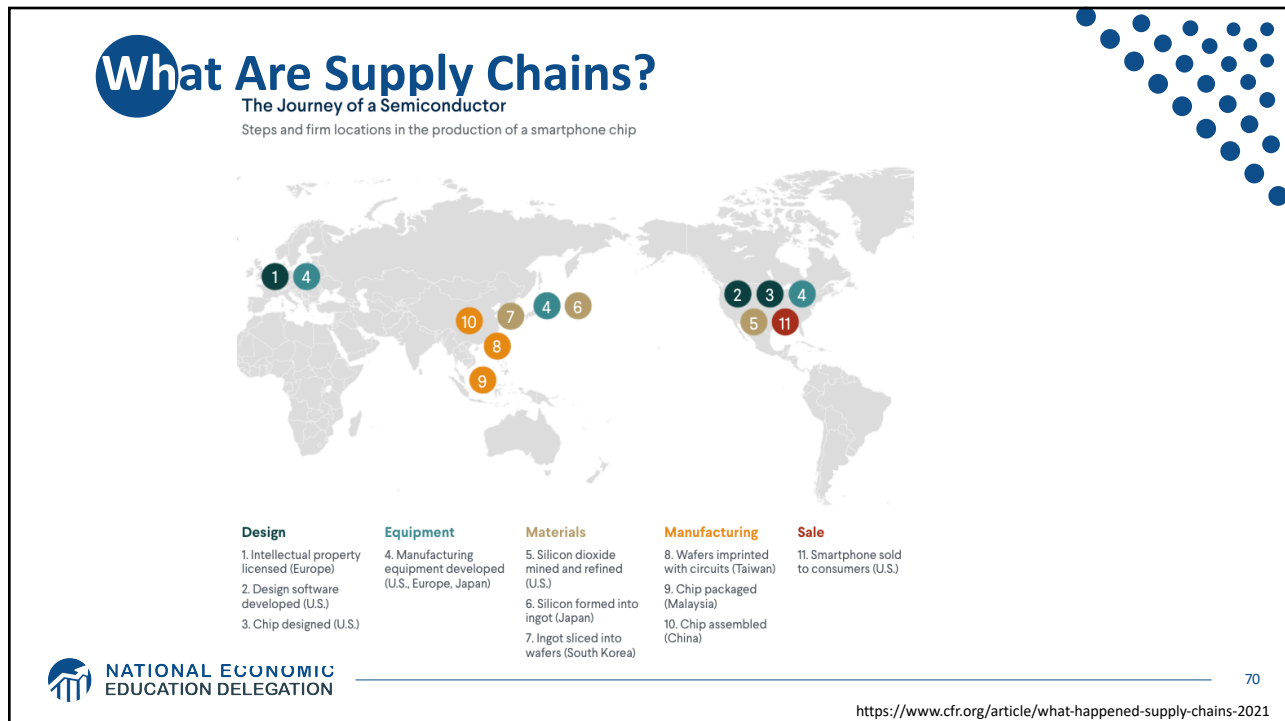 What Are Supply Chains?
The Journey of a Semiconductor
Steps and firm locations in the production of a smartphone chip
1
4
2
3
4
10
7
4
6
5
11
8
9
Design
1. Intellectual property
licensed (Europe)
2. Design software
developed (U.S.)
3. Chip designed (U.S.)
Equipment
4. Manufacturing
equipment developed
(U.S., Europe, Japan)
Materials
5. Silicon dioxide
mined and refined
(U.S.)
6. Silicon formed into
ingot (Japan)
7. Ingot sliced into
wafers (South Korea)
Manufacturing
8. Wafers imprinted
with circuits (Taiwan)
9. Chip packaged
(Malaysia)
10. Chip assembled
(China)
Sale
11. Smartphone sold
to consumers (U.S.)
NATIONAL ECONOMIC
EDUCATION DELEGATION
70
https://www.cfr.org/article/what-happened-supply-chains-2021